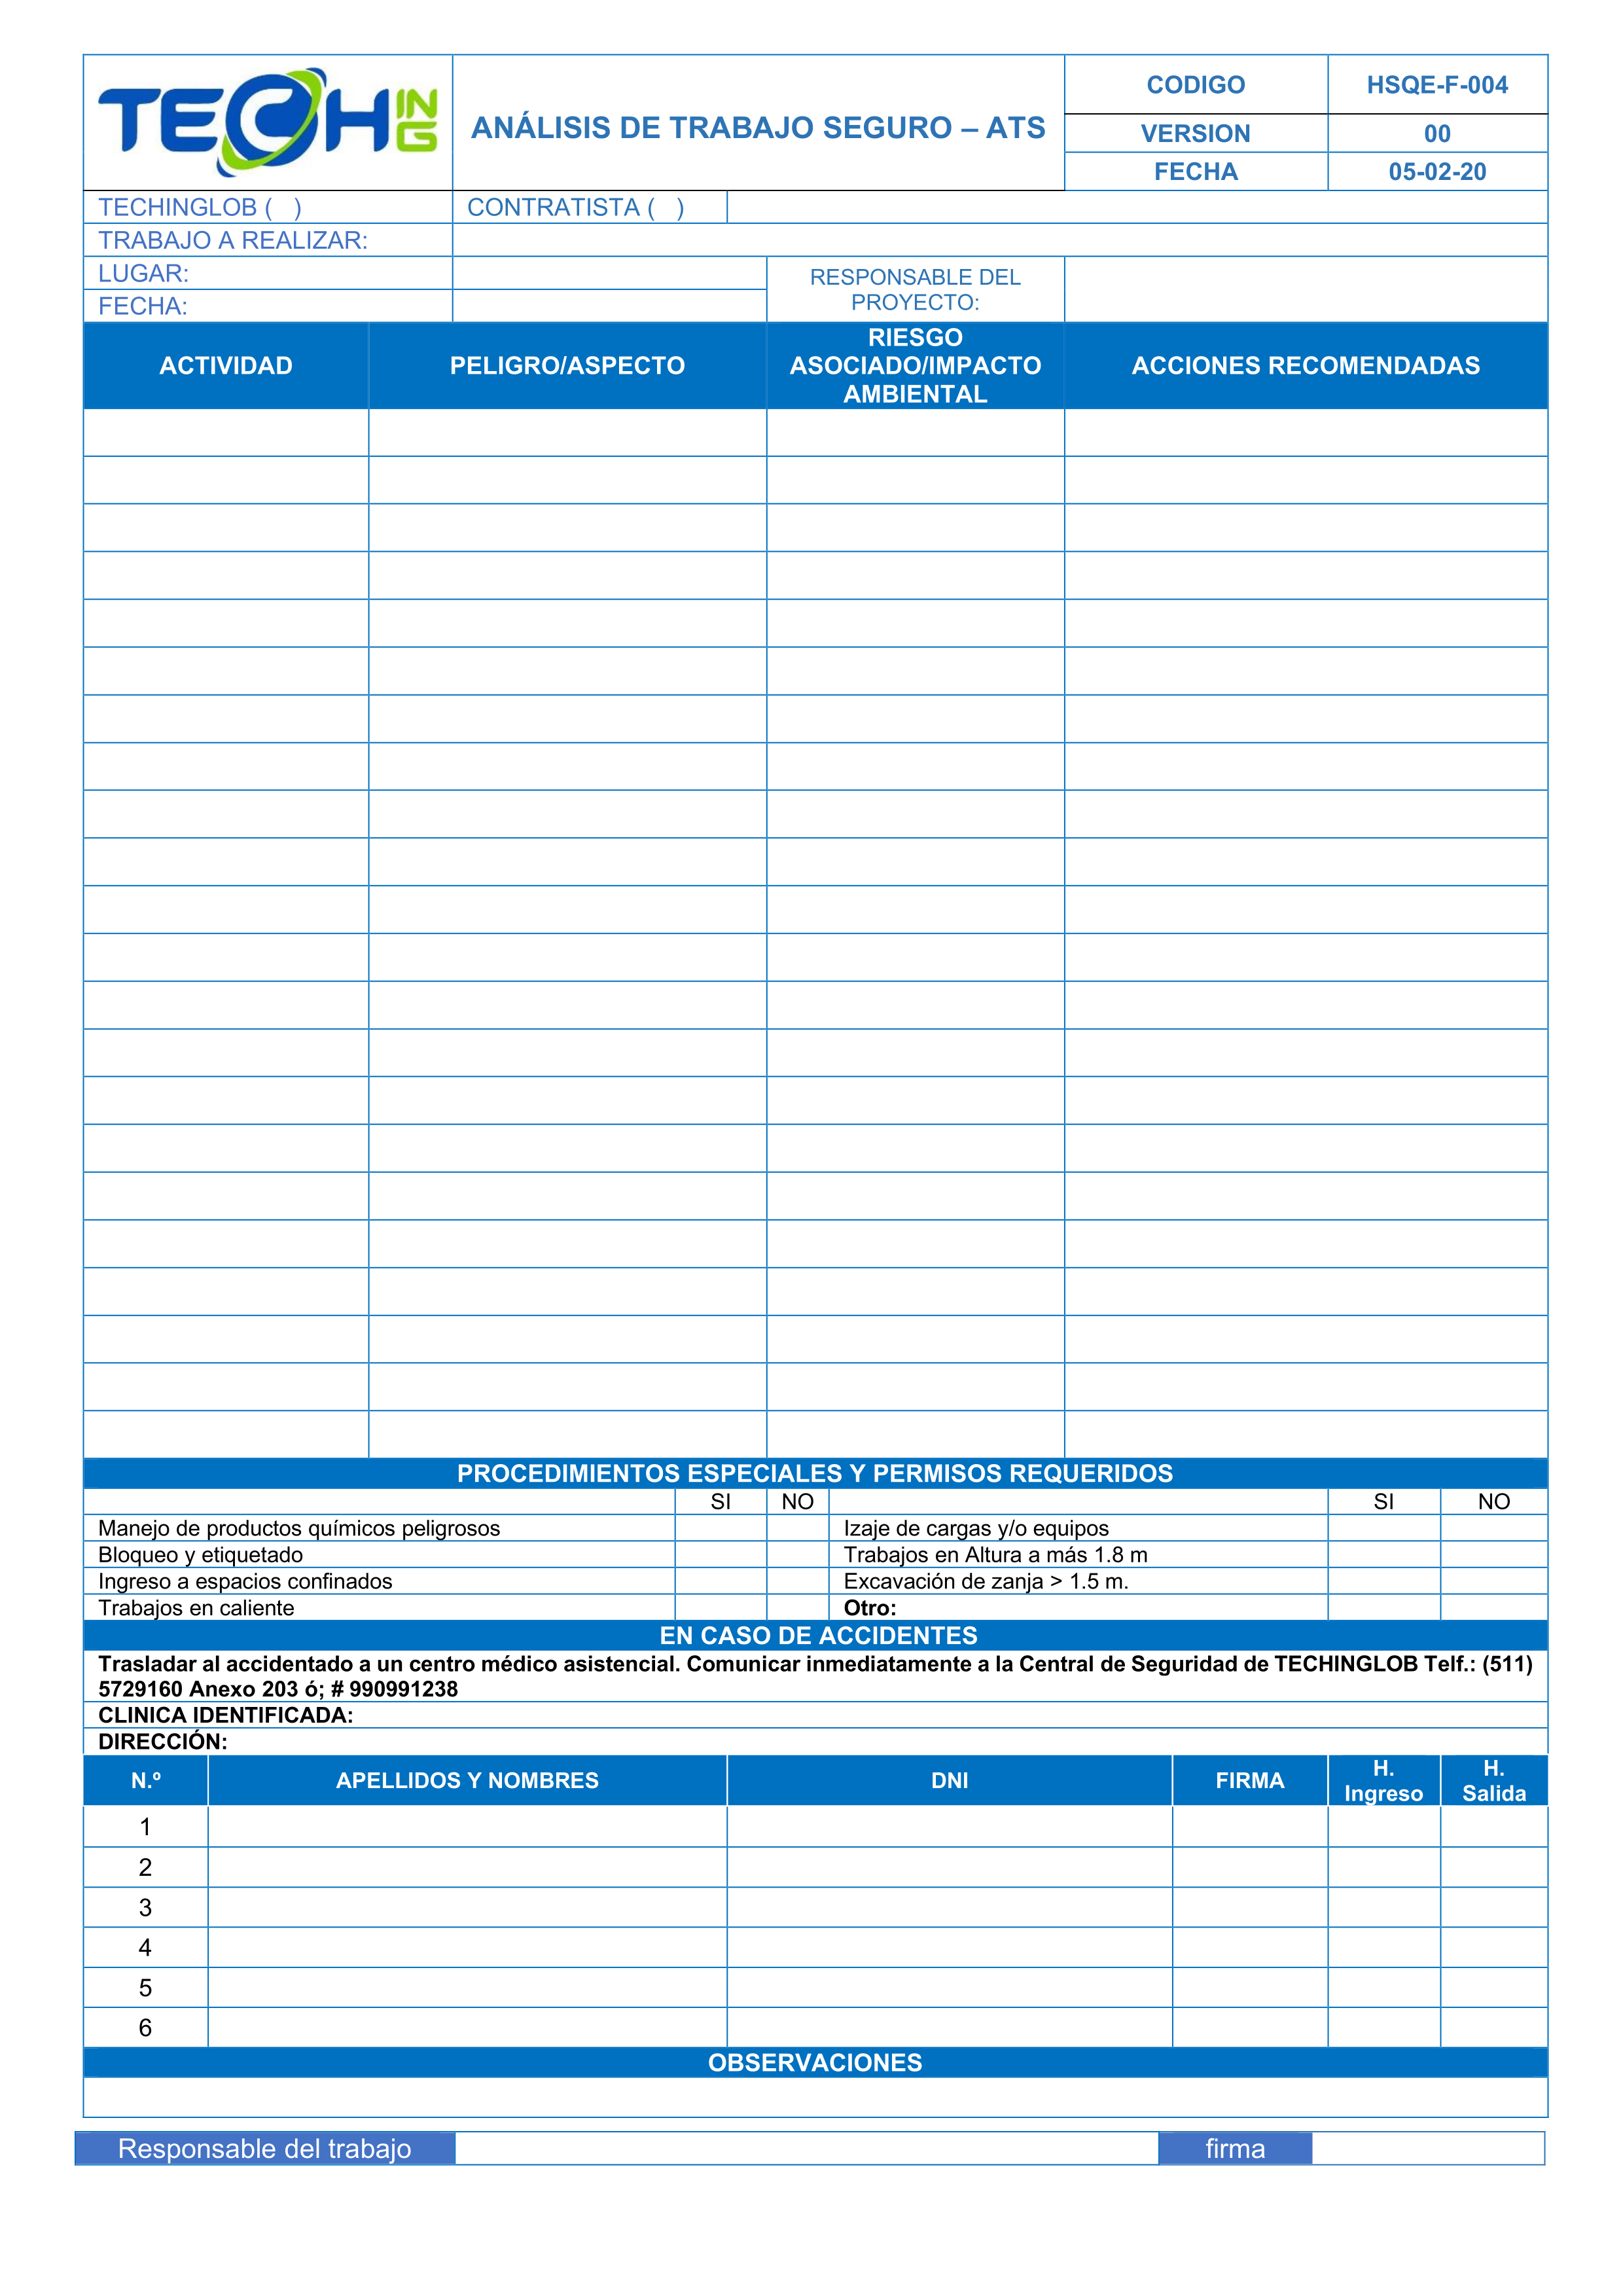 TECHING
ANÁLISIS DE TRABAJO SEGURO – ATS
CODIGO HSQE-F-004
VERSION 00
FECHA 05-02-20
TECHINGLOB (   ) CONTRATISTA (   )
TRABAJO A REALIZAR:
LUGAR:
RESPONSABLE DEL
PROYECTO:
FECHA:
ACTIVIDAD PELIGRO/ASPECTO
RIESGO
ASOCIADO/IMPACTO
AMBIENTAL
ACCIONES RECOMENDADAS
PROCEDIMIENTOS ESPECIALES Y PERMISOS REQUERIDOS
SI NO SI NO
Manejo de productos químicos peligrosos Izaje de cargas y/o equipos
Bloqueo y etiquetado Trabajos en Altura a más 1.8 m
Ingreso a espacios confinados Excavación de zanja > 1.5 m.
Trabajos en caliente Otro:
EN CASO DE ACCIDENTES
Trasladar al accidentado a un centro médico asistencial. Comunicar inmediatamente a la Central de Seguridad de TECHINGLOB Telf.: (511)
5729160 Anexo 203 ó; # 990991238
CLINICA IDENTIFICADA:
DIRECCIÓN:
N.º APELLIDOS Y NOMBRES DNI FIRMA
H.
Ingreso
H.
Salida
1
2
3
4
5
6
OBSERVACIONES
Responsable del trabajo firma